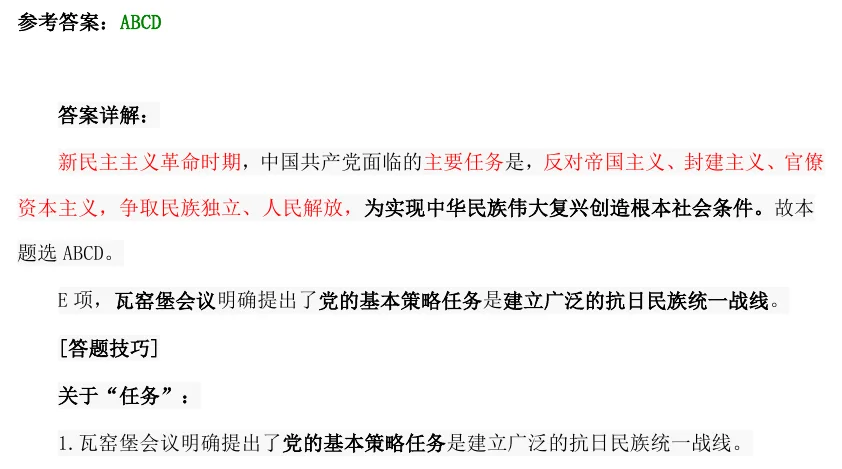 参考答案：ABCD
答案详解：
新民主主义革命时期，中国共产党面临的主要任务是，反对帝国主义、封建主义、官僚
资本主义，争取民族独立、人民解放，为实现中华民族伟大复兴创造根本社会条件。故本
题选 ABCD。
E 项，瓦窑堡会议明确提出了党的基本策略任务是建立广泛的抗日民族统一战线。
[答题技巧]
关于“任务”：
1.瓦窑堡会议明确提出了党的基本策略任务是建立广泛的抗日民族统一战线。